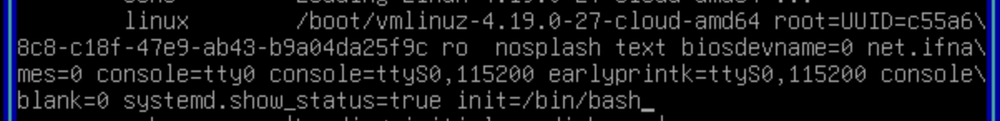 linux /boot/vmlinuz-4.19.0-27-cloud-amd64 root=UUID=c55a6\
8c8-c18f-47e9-ab43-b9a04da25f9c ro nosplash text biosdevname=0 net.ifna\
mes=0 console=tty0 console=ttyS0,115200 earlyprintk=ttyS0,115200 console\
blank=0 systemd.show_status=true init=/bin/bash_